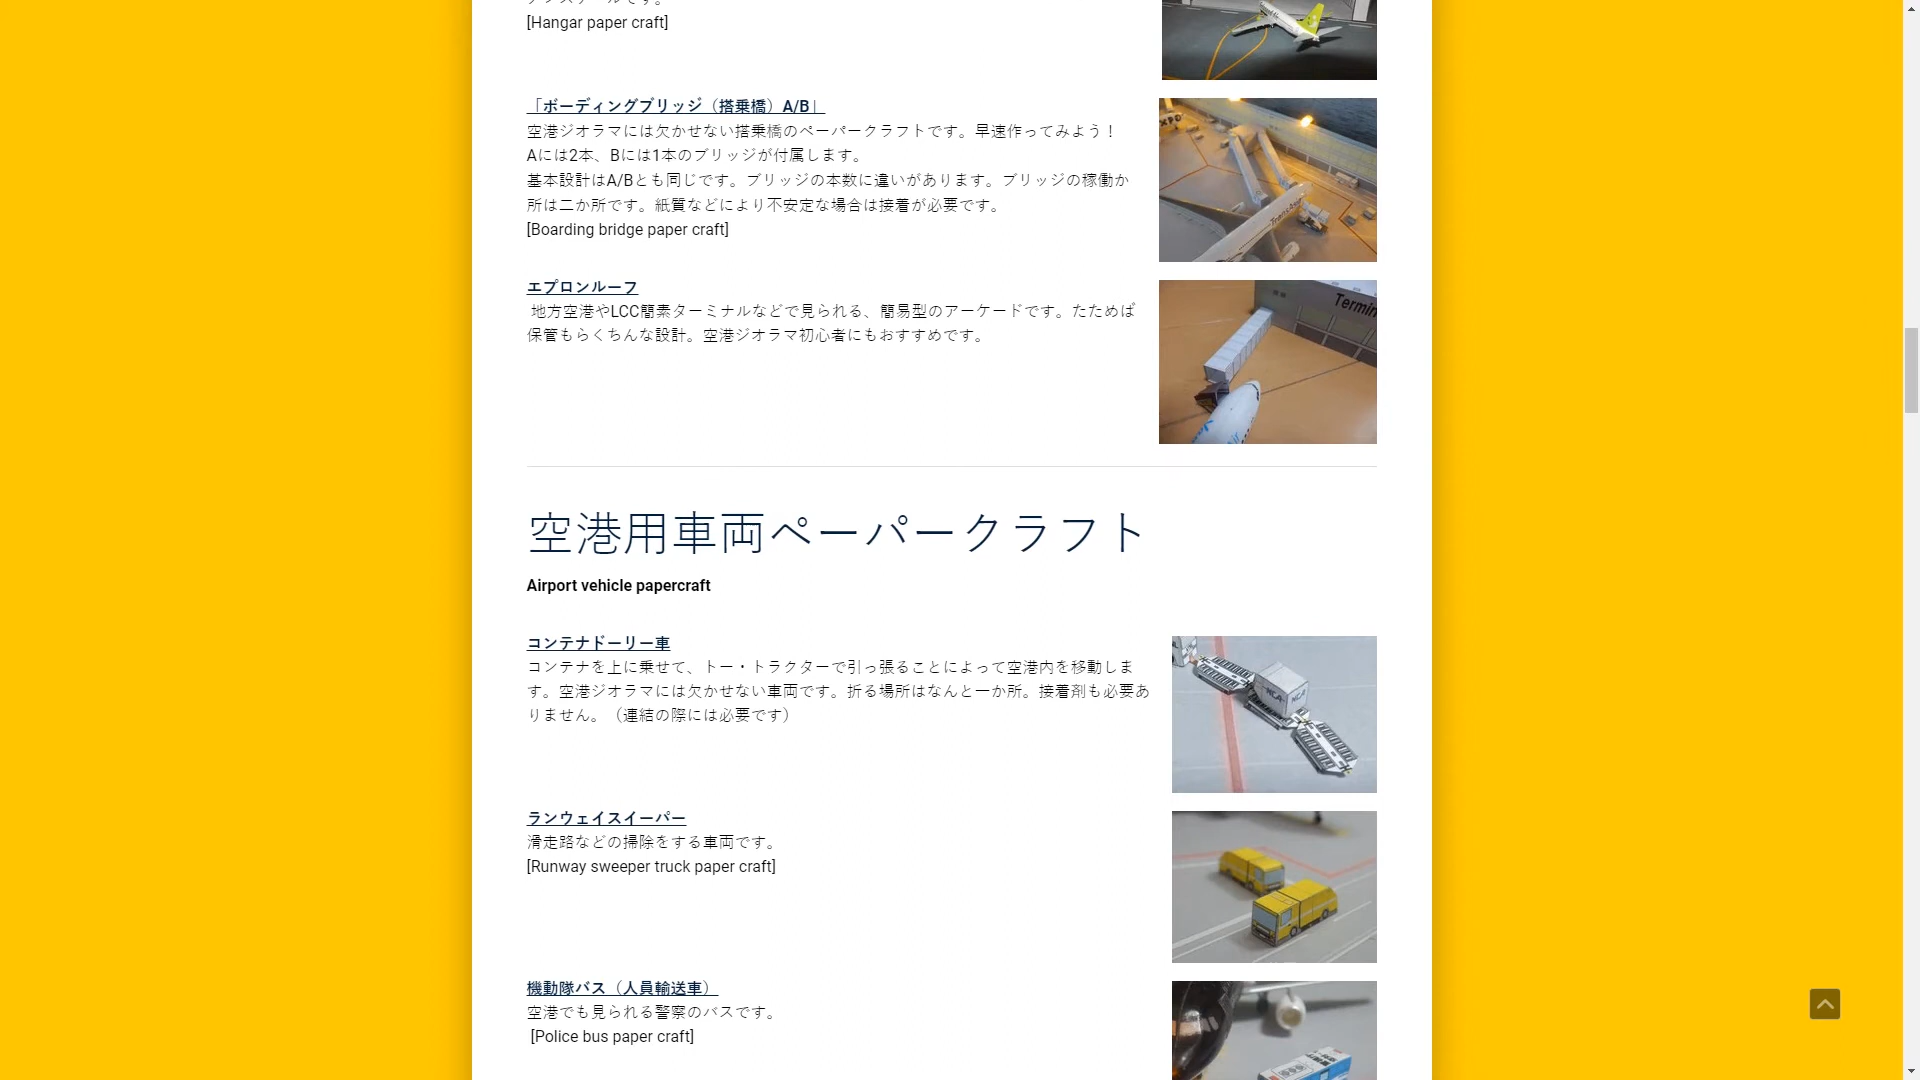 [Hangar paper craft]
「ボーディングブリッジ（搭乗橋）A/B」
空港ジオラマには欠かせない搭乗橋のペーパークラフトです。早速作ってみよう！
Aには2本、Bには1本のブリッジが付属します。
基本設計はA/Bとも同じです。ブリッジの本数に違いがあります。ブリッジの稼働か
所は二か所です。紙質などにより不安定な場合は接着が必要です。
[Boarding bridge paper craft]
エプロンルーフ
地方空港やLCC簡素ターミナルなどで見られる、簡易型のアーケードです。たためば
保管もらくちんな設計。空港ジオラマ初心者にもおすすめです。
Termin
空港用車両ペーパークラフト
Airport vehicle papercraft
コンテナドーリー車
コンテナを上に乗せて、トー・トラクターで引っ張ることによって空港内を移動しま
す。空港ジオラマには欠かせない車両です。折る場所はなんと一か所。接着剤も必要あ
りません。（連結の際には必要です）
NCA
NCA
ランウェイスイーパー
滑走路などの掃除をする車両です。
[Runway sweeper truck paper craft]
機動隊バス（人員輸送車）
空港でも見られる警察のバスです。
[Police bus paper craft]